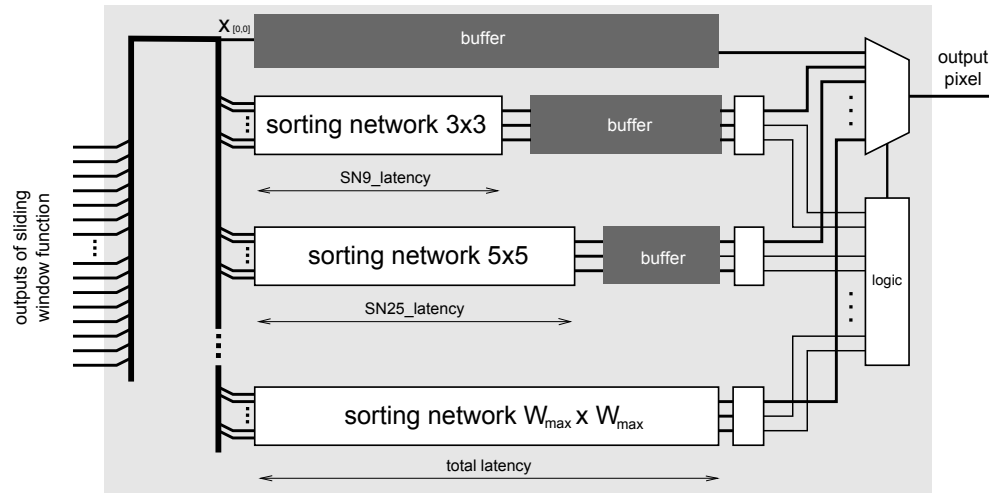 X [0,0]
buffer
output
pixel
sorting network 3x3
buffer
SN9_latency
outputs of sliding
window function
sorting network 5x5
buffer
logic
SN25_latency
sorting network Wmax x Wmax
total latency